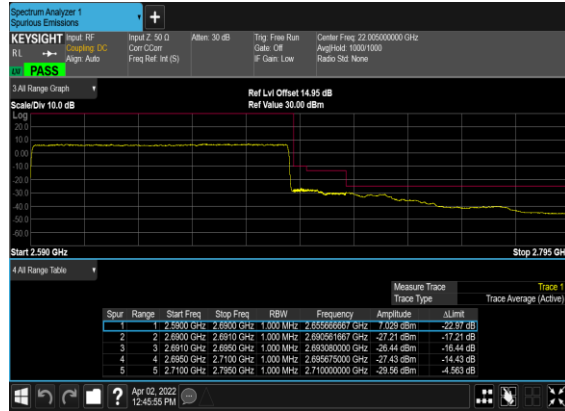 Spectrum Analyzer 1
Spurious Emissions
KEYSIGHT Input: RF Input Z: 50 Ω Atten: 30 dB Trig: Free Run Center Freq: 22.005000000 GHz
RL Coupling: DC Corr CCorr Gate: Off Avg|Hold: 1000/1000
Align: Auto Freq Ref: Int (S) IF Gain: Low Radio Std: None
PASS
3 All Range Graph
Ref Lvl Offset 14.95 dB
Scale/Div 10.0 dB Ref Value 30.00 dBm
Log
20.0
10.0
0.00
-10.0
-20.0
-30.0
-40.0
-50.0
-60.0
Start 2.590 GHz Stop 2.795 GH
4 All Range Table
Measure Trace Trace 1
Trace Type Trace Average (Active)
Spur Range Start Freq Stop Freq RBW Frequency Amplitude ΔLimit
1 1 2.5900 GHz 2.6900 GHz 1.000 MHz 2.655666667 GHz 7.029 dBm -22.97 dB
2 2 2.6900 GHz 2.6910 GHz 1.000 MHz 2.690561667 GHz -27.21 dBm -17.21 dB
3 3 2.6910 GHz 2.6950 GHz 1.000 MHz 2.693080000 GHz -26.44 dBm -16.44 dB
4 4 2.6950 GHz 2.7100 GHz 1.000 MHz 2.695675000 GHz -27.43 dBm -14.43 dB
5 5 2.7100 GHz 2.7950 GHz 1.000 MHz 2.710000000 GHz -29.56 dBm -4.563 dB
Apr 02, 2022
12:45:55 PM